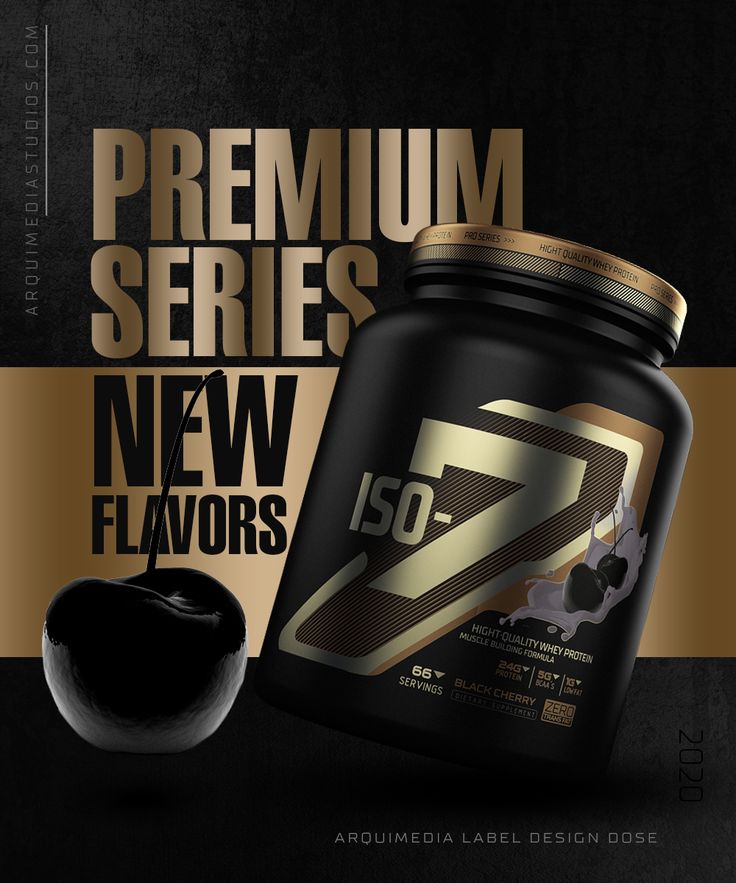 ARQUIMEDIASTUDIOS.COM
PREMIUM
SERIES
NEW
FLAVORS
PROTEIN PRO SERIES >>> HIGHT QUALITY WHEY PROTEIN PRO SERIES
ISO-7
HIGHT-QUALITY WHEY PROTEIN
MUSCLE BUILDING FORMULA
66
SERVINGS
24G
PROTEIN
5G
BCAA'S
1G
LOWFAT
BLACK CHERRY
DIETARY SUPPLEMENT
ZERO
TRANS FAT
2020
ARQUIMEDIA LABEL DESIGN DOSE